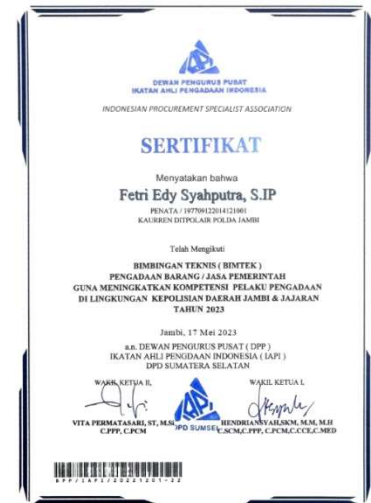 DEWAN PENGURUS PUSAT
IKATAN AHLI PENGADAAN INDONESIA
INDONESIAN PROCUREMENT SPECIALIST ASSOCIATION
SERTIFIKAT
Menyatakan bahwa
Fetri Edy Syahputra, S.IP
PENATA / 197709122014121001
KAURREN DITPOLAIR POLDA JAMBI
Telah Mengikuti
BIMBINGAN TEKNIS ( BIMTEK )
PENGADAAN BARANG / JASA PEMERINTAH
GUNA MENINGKATKAN KOMPETENSI PELAKU PENGADAAN
DI LINGKUNGAN KEPOLISIAN DAERAH JAMBI & JAJARAN
TAHUN 2023
Jambi, 17 Mei 2023
a.n. DEWAN PENGURUS PUSAT ( DPP )
IKATAN AHLI PENGDAAN INDONESIA ( IAPI )
DPD SUMATERA SELATAN
WAKIL KETUA II, WAKIL KETUA I,
IAPI
VITA PERMATASARI, ST, M.Si DPD SUMSEL HENDRIANSYAH,SKM, M.M, M.H
C.PPP, C.PCM C.SCM,C.PPP, C.PCM,C.CCE,C.MED